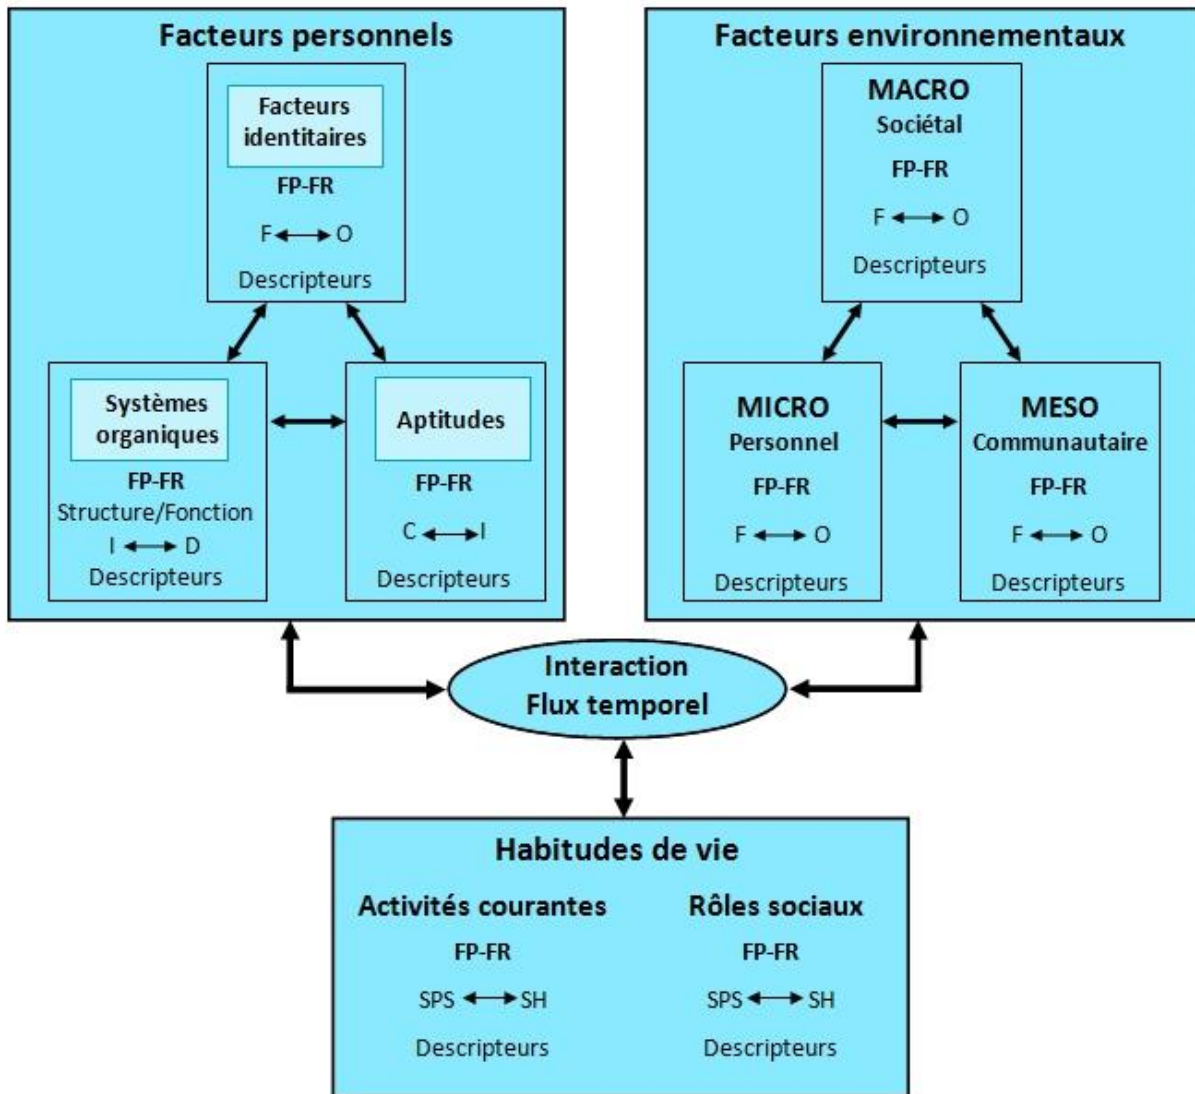 Facteurs personnels
Facteurs
identitaires
FP-FR
F O
Descripteurs
Systèmes
organiques
FP-FR
Structure/Fonction
I D
Descripteurs
Aptitudes
FP-FR
C I
Descripteurs
Facteurs environnementaux
MACRO
Sociétal
FP-FR
F O
Descripteurs
MICRO
Personnel
FP-FR
F O
Descripteurs
MESO
Communautaire
FP-FR
F O
Descripteurs
Interaction
Flux temporel
Habitudes de vie
Activités courantes
FP-FR
SPS SH
Descripteurs
Rôles sociaux
FP-FR
SPS SH
Descripteurs